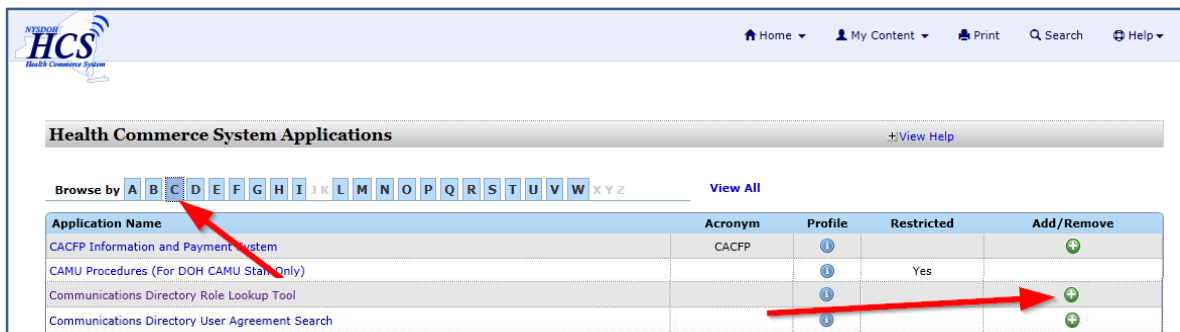 NYSDOH
HCS
Health Commerce System
Home My Content Print Search Help
Health Commerce System Applications View Help
Browse by A B C D E F G H I J K L M N O P Q R S T U V W X Y Z View All
Application Name Acronym Profile Restricted Add/Remove
CACFP Information and Payment System CACFP
CAMU Procedures (For DOH CAMU Staff Only) Yes
Communications Directory Role Lookup Tool
Communications Directory User Agreement Search